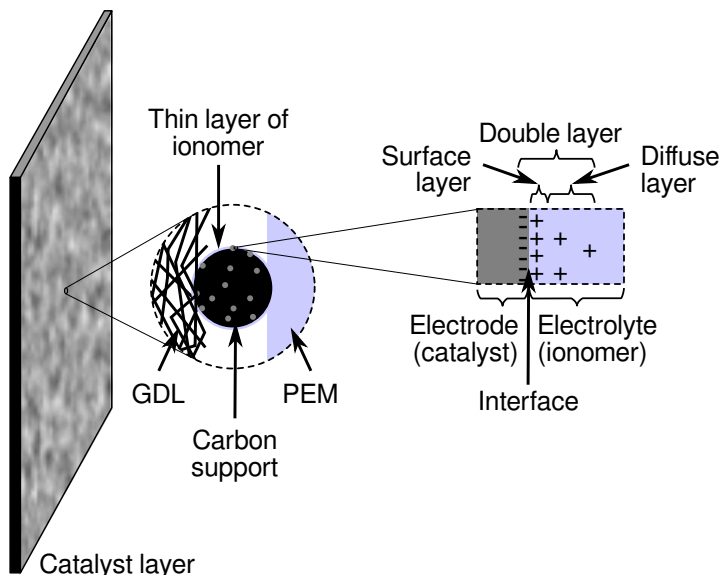 Thin layer of
ionomer
Double layer
Surface
layer
Diffuse
layer
+
+
+
+
+
+
+
Electrode
(catalyst)
Electrolyte
(ionomer)
GDL
PEM
Interface
Carbon
support
Catalyst layer